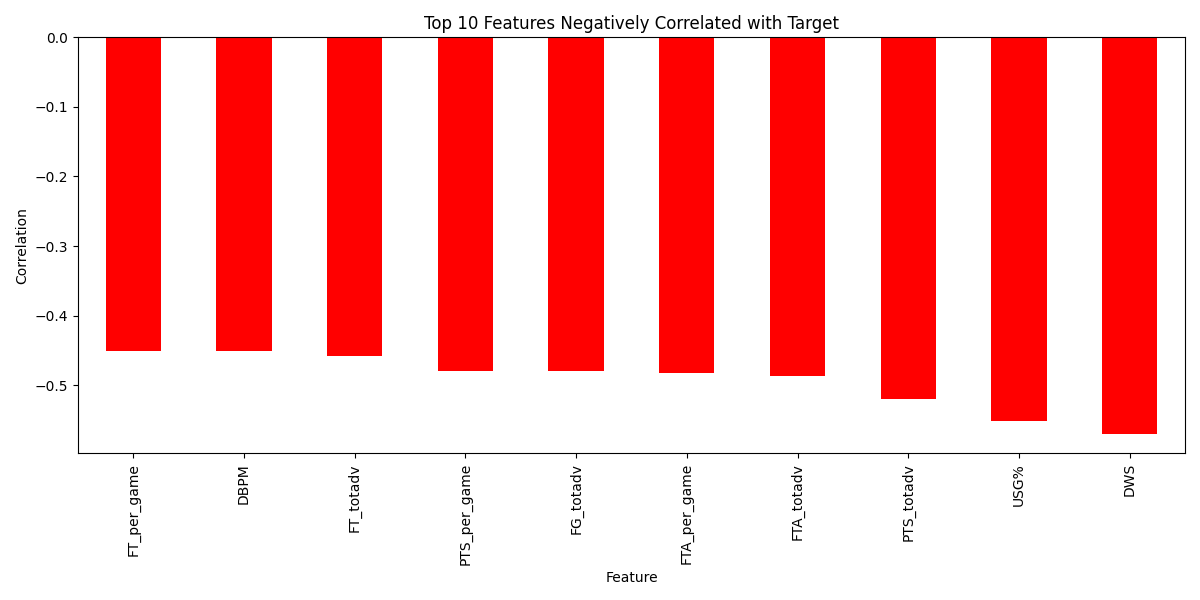 Top 10 Features Negatively Correlated with Target
0.0
−0.1
−0.2
−0.3
−0.4
−0.5
Correlation
FT_per_game
DBPM
FT_totadv
PTS_per_game
FG_totadv
FTA_per_game
FTA_totadv
PTS_totadv
USG%
DWS
Feature